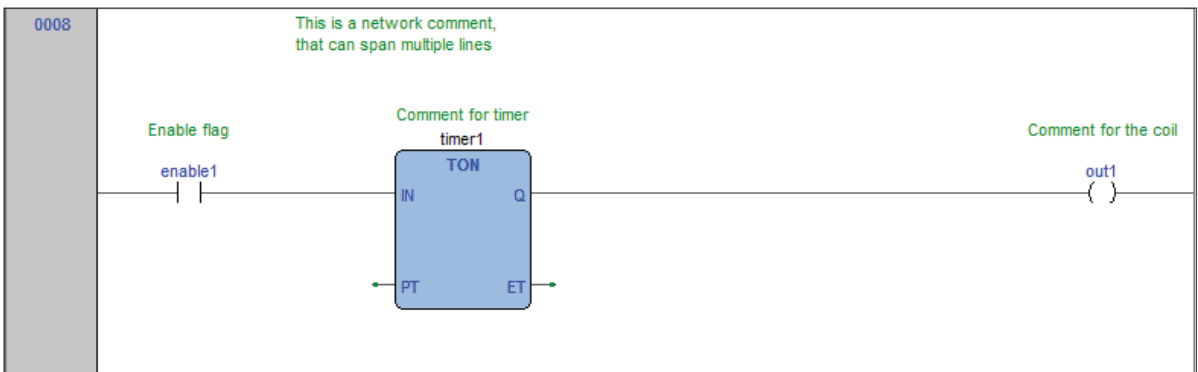 0008
This is a network comment,
that can span multiple lines
Comment for timer
Enable flag
timer1
Comment for the coil
enable1
TON
out1
IN
Q
PT
ET